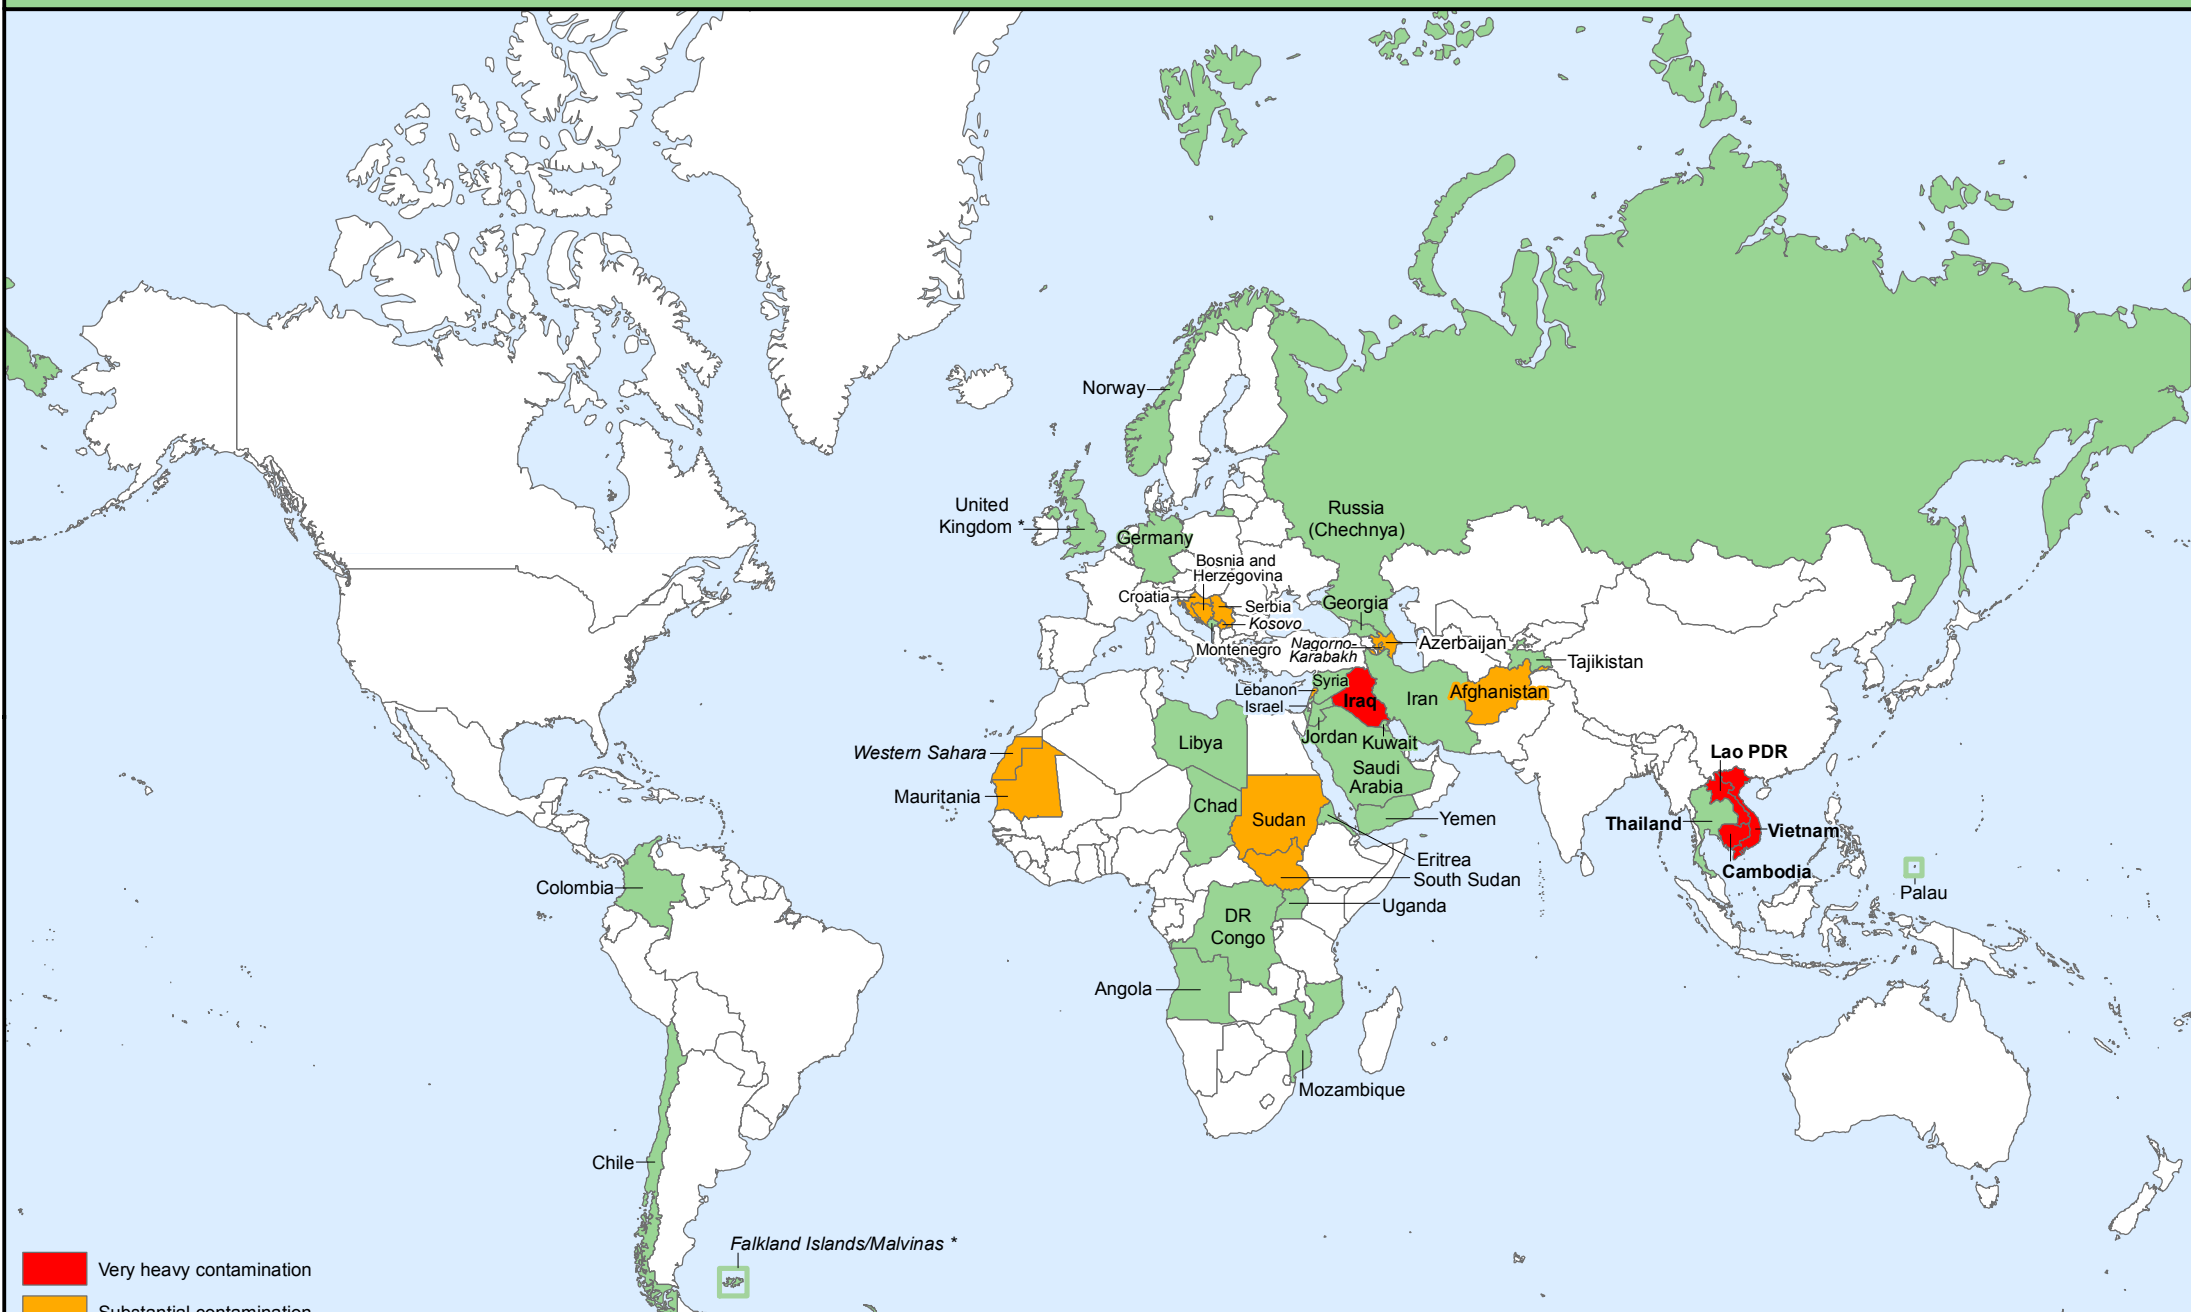 Norway
United
Kingdom *
Germany
Russia
(Chechnya)
Bosnia and
Herzegovina
Croatia
Serbia
Kosovo
Montenegro
Georgia
Nagorno-
Karabakh
Azerbaijan
Tajikistan
Lebanon
Israel
Syria
Iraq
Iran
Afghanistan
Jordan
Kuwait
Saudi
Arabia
Western Sahara
Mauritania
Libya
Chad
Sudan
Yemen
Eritrea
South Sudan
Uganda
DR
Congo
Angola
Mozambique
Lao PDR
Thailand
Vietnam
Cambodia
Palau
Colombia
Chile
Falkland Islands/Malvinas *
Very heavy contamination
Substantial contamination